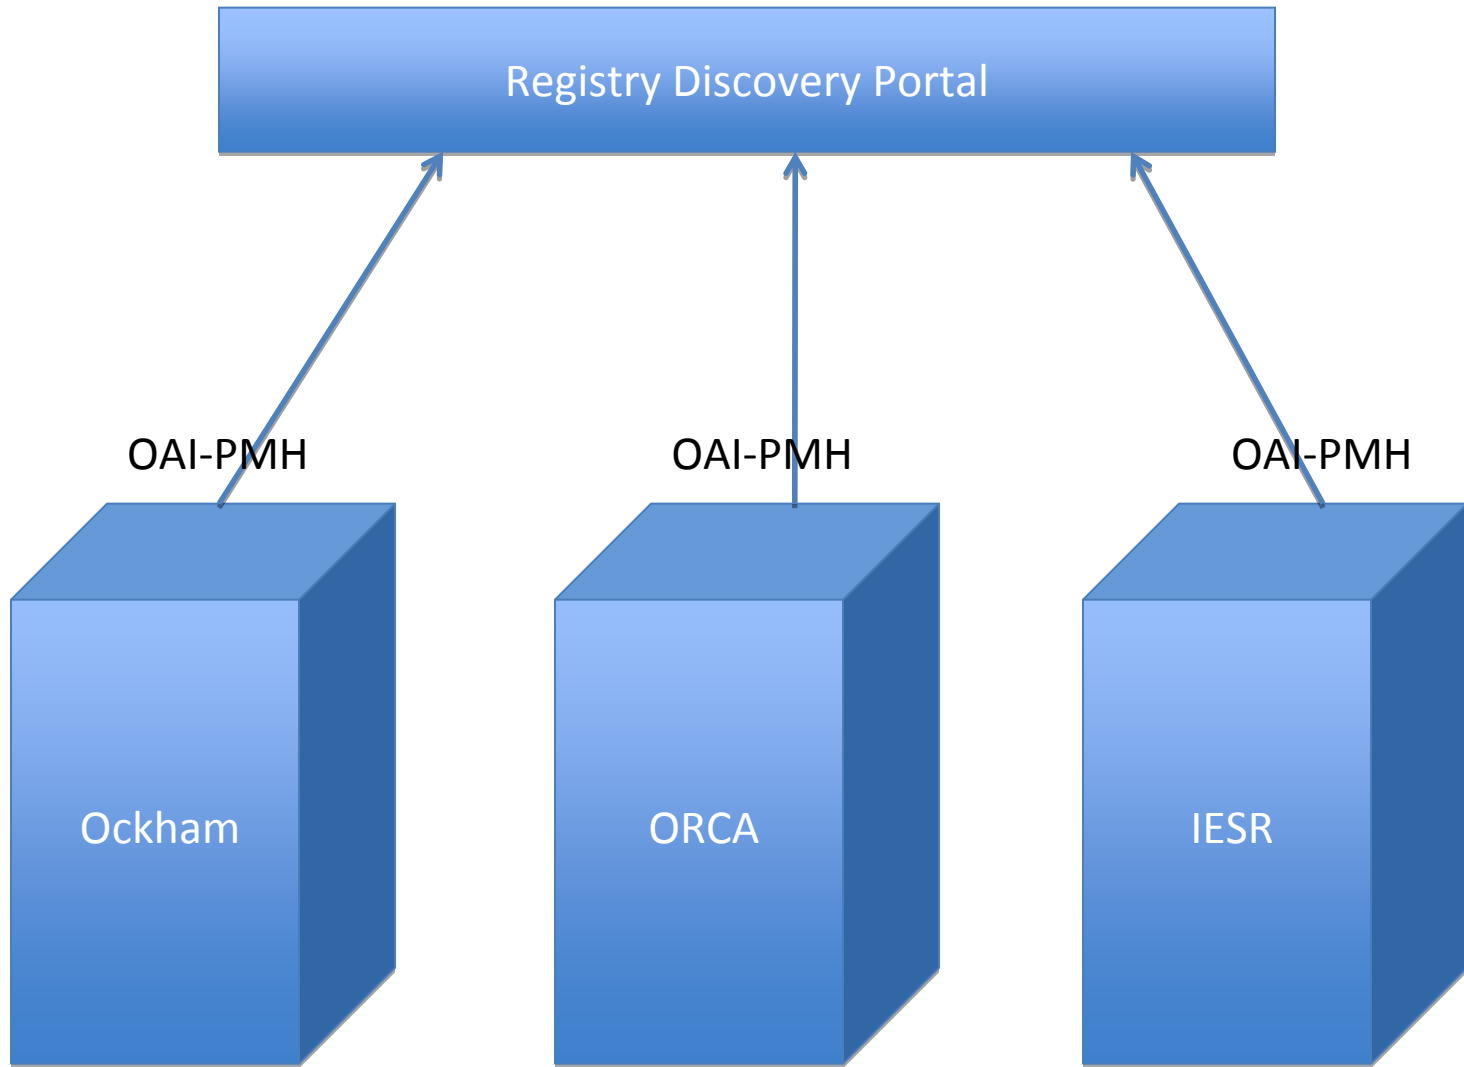 Registry Discovery Portal
OAI-PMH
OAI-PMH
OAI-PMH
Ockham
ORCA
IESR